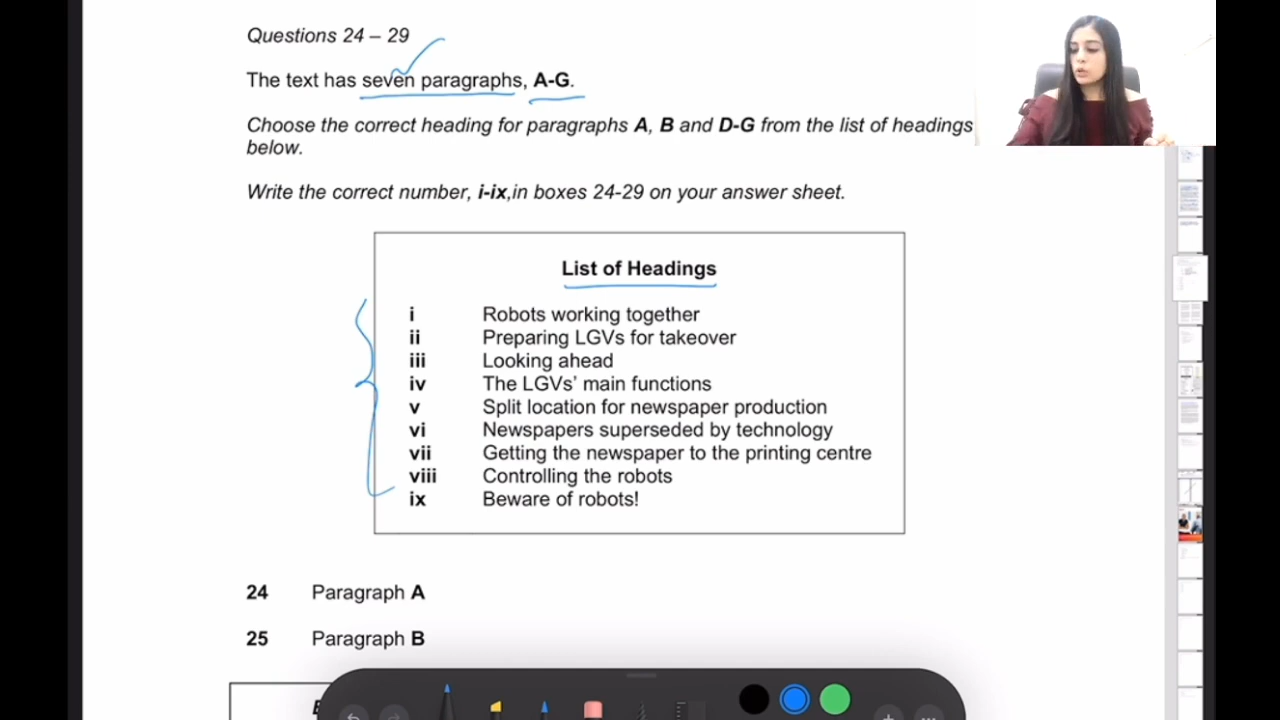 Questions 24 – 29
The text has seven paragraphs, A-G.
Choose the correct heading for paragraphs A, B and D-G from the list of headings
below.
Write the correct number, i-ix,in boxes 24-29 on your answer sheet.
List of Headings
i Robots working together
ii Preparing LGVs for takeover
iii Looking ahead
iv The LGVs' main functions
v Split location for newspaper production
vi Newspapers superseded by technology
vii Getting the newspaper to the printing centre
viii Controlling the robots
ix Beware of robots!
24 Paragraph A
25 Paragraph B